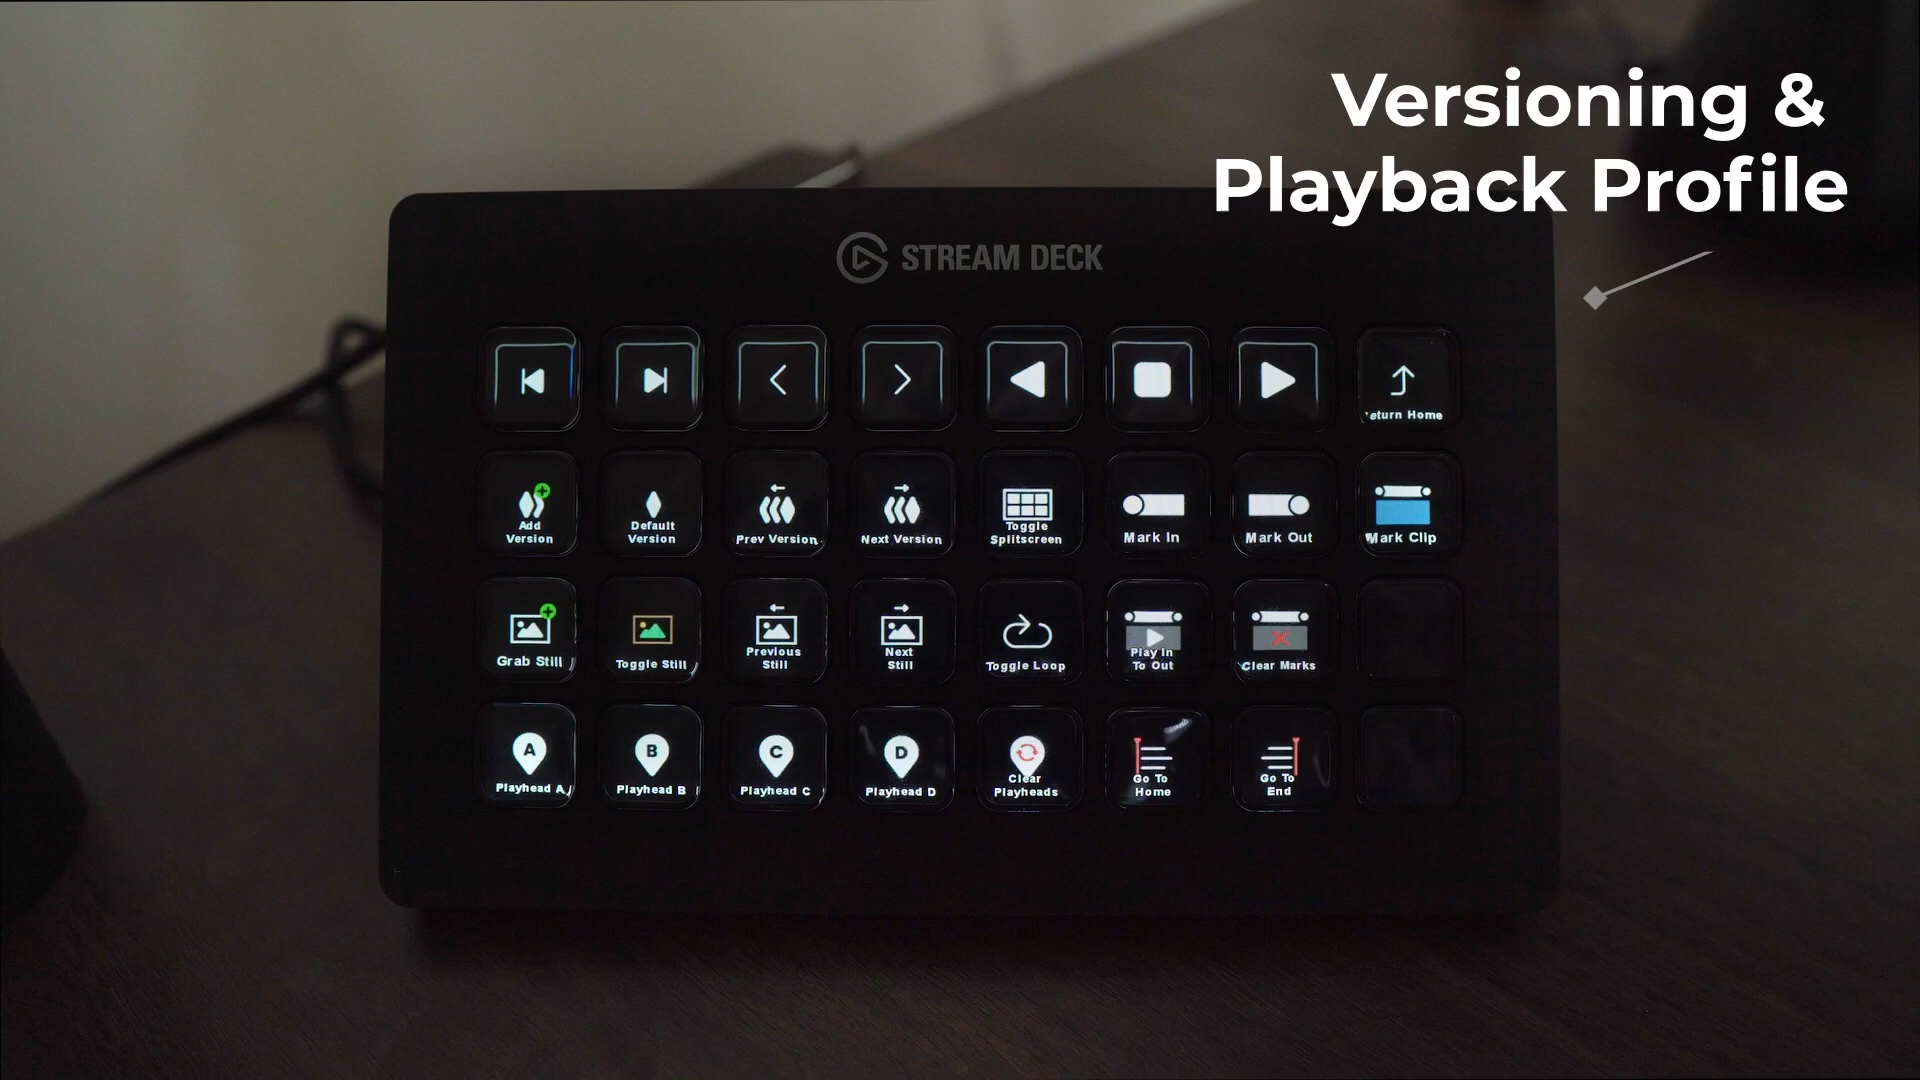 Versioning &
Playback Profile
STREAM DECK
eturn Home
Add
Version
Default
Version
Prev Version
Next Version
Toggle
Splitscreen
Mark In
Mark Out
Mark Clip
Grab Still
Toggle Still
Previous
Still
Next
Still
Toggle Loop
Play In
To Out
Clear Marks
A
Playhead A
B
Playhead B
C
Playhead C
D
Playhead D
Clear
Playheads
Go To
Home
Go To
End